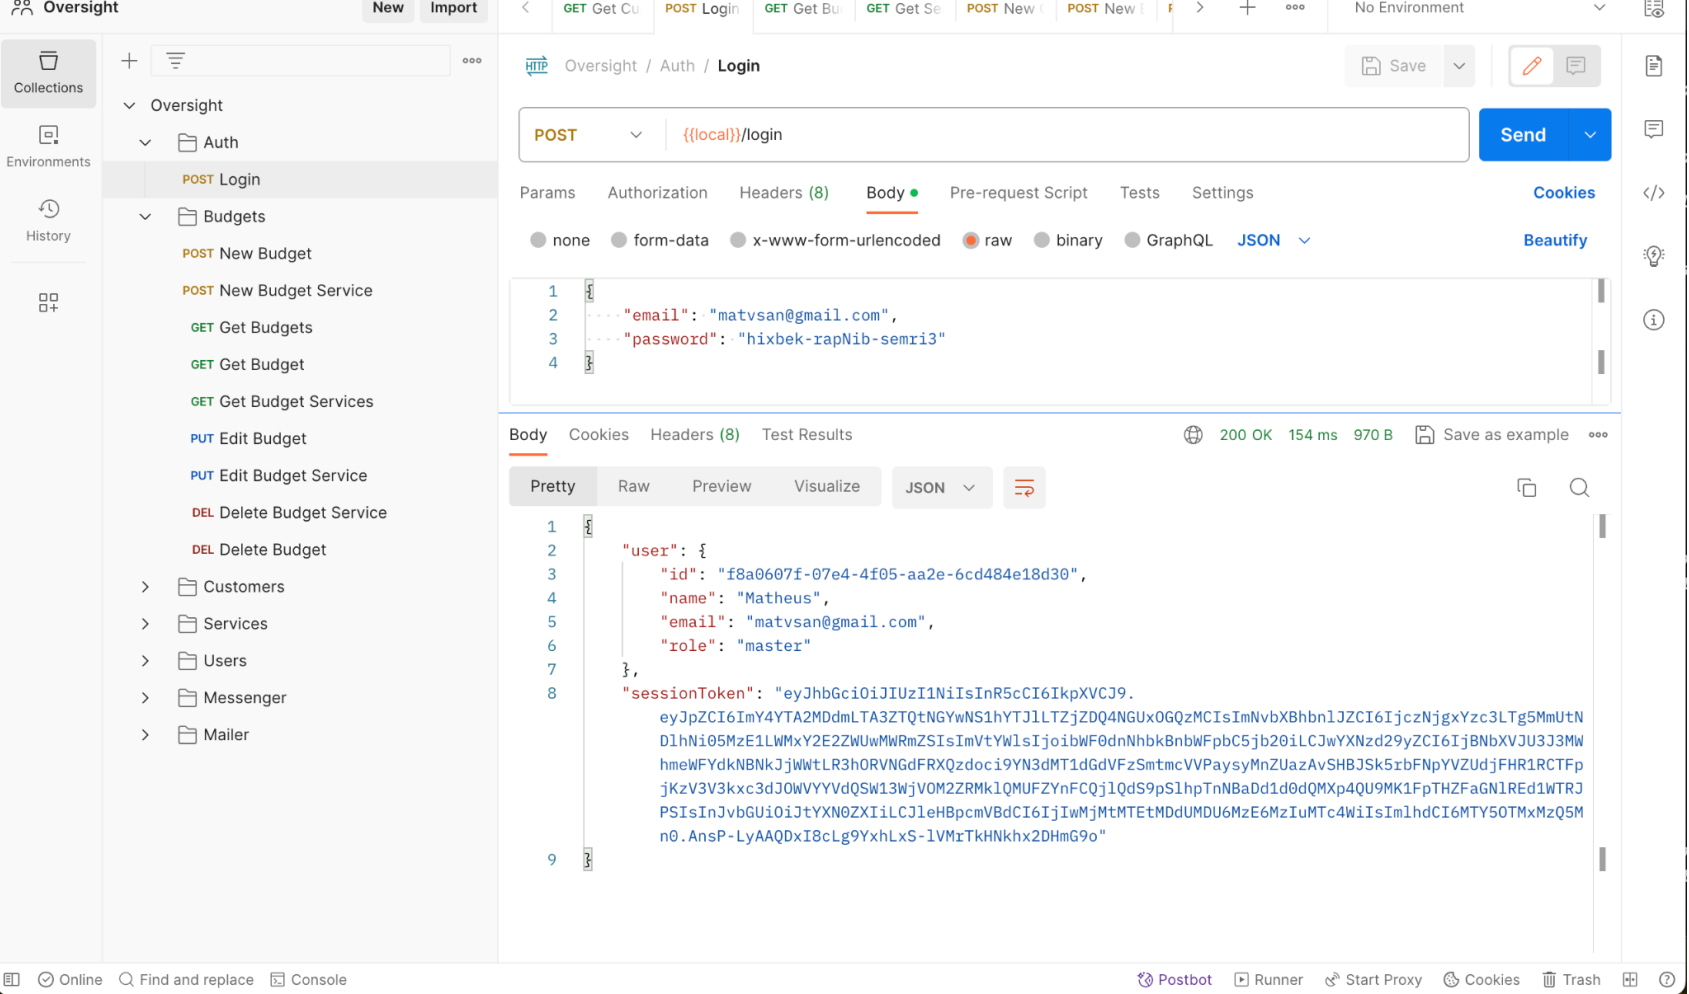 Oversight
New
Import
GET Get Cu
POST Login
GET Get Bu
GET Get Se
POST New
POST New
No Environment
Collections
Environments
History
Oversight
Auth
POST Login
Budgets
POST New Budget
POST New Budget Service
GET Get Budgets
GET Get Budget
GET Get Budget Services
PUT Edit Budget
PUT Edit Budget Service
DEL Delete Budget Service
DEL Delete Budget
Customers
Services
Users
Messenger
Mailer
HTTP Oversight / Auth / Login
Save
POST {{local}}/login
Send
Params Authorization Headers (8) Body Pre-request Script Tests Settings Cookies
none form-data x-www-form-urlencoded raw binary GraphQL JSON Beautify
1 {
2 "email": "matvsan@gmail.com",
3 "password": "hixbek-rapNib-semri3"
4 }
Body Cookies Headers (8) Test Results 200 OK 154 ms 970 B Save as example
Pretty Raw Preview Visualize JSON
1 {
2 "user": {
3 "id": "f8a0607f-07e4-4f05-aa2e-6cd484e18d30",
4 "name": "Matheus",
5 "email": "matvsan@gmail.com",
6 "role": "master"
7 },
8 "sessionToken": "eyJhbGciOiJIUzI1NiIsInR5cCI6IkpXVCJ9.
eyJpZCI6ImY4YTA2MDdmLTA3ZTQtNGYwNS1hYTJlLTZjZDQ4NGUxOGQzMCIsImNvbXBhbnlJZCI6IjczNjgxYzc3LTg5MmUtN
DlhNi05MzE1LWMxY2E2ZWUwMWRmZSIsImVtYWlsIjoibWF0dnNhbkBnbWFpbC5jb20iLCJwYXNzd29yZCI6IjBNbXVJU3J3MW
hmeWFYdkNBNkJjWWtLR3hORVNGdFRXQzdoci9YN3dMT1dGdVFzSmtmcVVPaysyMnZUazAvSHBJSk5rbFNpYVZUdjFHR1RCTFp
jKzV3V3kxc3dJOWVYYVdQSW13WjVOM2ZRMklQMUFZYnFCQjlQdS9pSlhpTnNBaDd1d0dQMXp4QU9MK1FpTHZFaGNlREd1WTRJ
PSIsInJvbGUiOiJtYXN0ZXIiLCJleHBpcmVBdCI6IjIwMjMtMTEtMDdUMDU6MzE6MzIuMTc4WiIsImlhdCI6MTY5OTMxMzQ5M
n0.AnsP-LyAAQDxI8cLg9YxhLxS-lVMrTkHNkhx2DHmG9o"
9 }
Online Find and replace Console Postbot Runner Start Proxy Cookies Trash